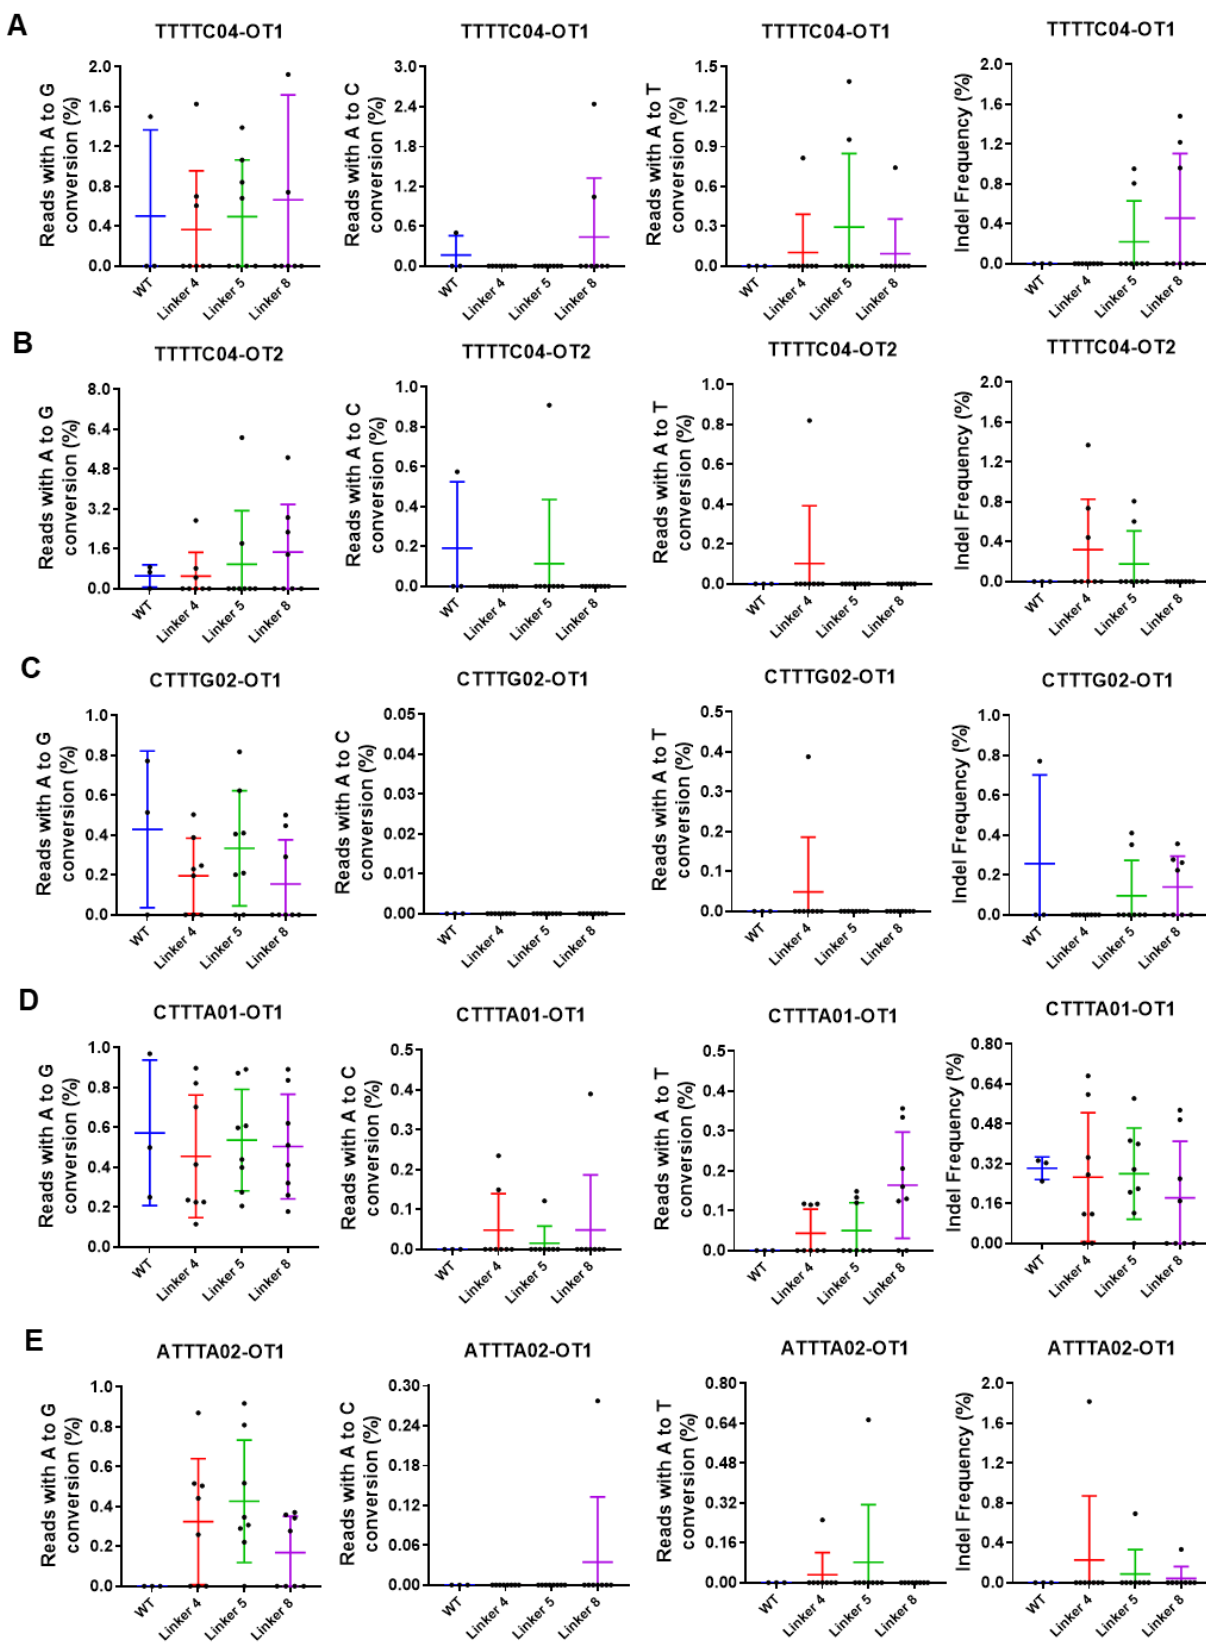 A
TTTTC04-OT1
TTTTC04-OT1
TTTTC04-OT1
TTTTC04-OT1
Reads with A to G
conversion (%)
2.0
1.6
1.2
0.8
0.4
0.0
WT
Linker 4
Linker 5
Linker 8
Reads with A to C
conversion (%)
3.0
2.4
1.8
1.2
0.6
0.0
WT
Linker 4
Linker 5
Linker 8
Reads with A to T
conversion (%)
1.5
1.2
0.9
0.6
0.3
0.0
WT
Linker 4
Linker 5
Linker 8
Indel Frequency (%)
2.0
1.6
1.2
0.8
0.4
0.0
WT
Linker 4
Linker 5
Linker 8
B
TTTTC04-OT2
TTTTC04-OT2
TTTTC04-OT2
TTTTC04-OT2
Reads with A to G
conversion (%)
8.0
6.4
4.8
3.2
1.6
0.0
WT
Linker 4
Linker 5
Linker 8
Reads with A to C
conversion (%)
1.0
0.8
0.6
0.4
0.2
0.0
WT
Linker 4
Linker 5
Linker 8
Reads with A to T
conversion (%)
1.0
0.8
0.6
0.4
0.2
0.0
WT
Linker 4
Linker 5
Linker 8
Indel Frequency (%)
2.0
1.6
1.2
0.8
0.4
0.0
WT
Linker 4
Linker 5
Linker 8
C
CTTTG02-OT1
CTTTG02-OT1
CTTTG02-OT1
CTTTG02-OT1
Reads with A to G
conversion (%)
1.0
0.8
0.6
0.4
0.2
0.0
WT
Linker 4
Linker 5
Linker 8
Reads with A to C
conversion (%)
0.05
0.04
0.03
0.02
0.01
0.00
WT
Linker 4
Linker 5
Linker 8
Reads with A to T
conversion (%)
0.5
0.4
0.3
0.2
0.1
0.0
WT
Linker 4
Linker 5
Linker 8
Indel Frequency (%)
1.0
0.8
0.6
0.4
0.2
0.0
WT
Linker 4
Linker 5
Linker 8
D
CTTTA01-OT1
CTTTA01-OT1
CTTTA01-OT1
CTTTA01-OT1
Reads with A to G
conversion (%)
1.0
0.8
0.6
0.4
0.2
0.0
WT
Linker 4
Linker 5
Linker 8
Reads with A to C
conversion (%)
0.5
0.4
0.3
0.2
0.1
0.0
WT
Linker 4
Linker 5
Linker 8
Reads with A to T
conversion (%)
0.5
0.4
0.3
0.2
0.1
0.0
WT
Linker 4
Linker 5
Linker 8
Indel Frequency (%)
0.80
0.64
0.48
0.32
0.16
0.00
WT
Linker 4
Linker 5
Linker 8
E
ATTTA02-OT1
ATTTA02-OT1
ATTTA02-OT1
ATTTA02-OT1
Reads with A to G
conversion (%)
1.0
0.8
0.6
0.4
0.2
0.0
WT
Linker 4
Linker 5
Linker 8
Reads with A to C
conversion (%)
0.30
0.24
0.18
0.12
0.06
0.00
WT
Linker 4
Linker 5
Linker 8
Reads with A to T
conversion (%)
0.80
0.64
0.48
0.32
0.16
0.00
WT
Linker 4
Linker 5
Linker 8
Indel Frequency (%)
2.0
1.6
1.2
0.8
0.4
0.0
WT
Linker 4
Linker 5
Linker 8